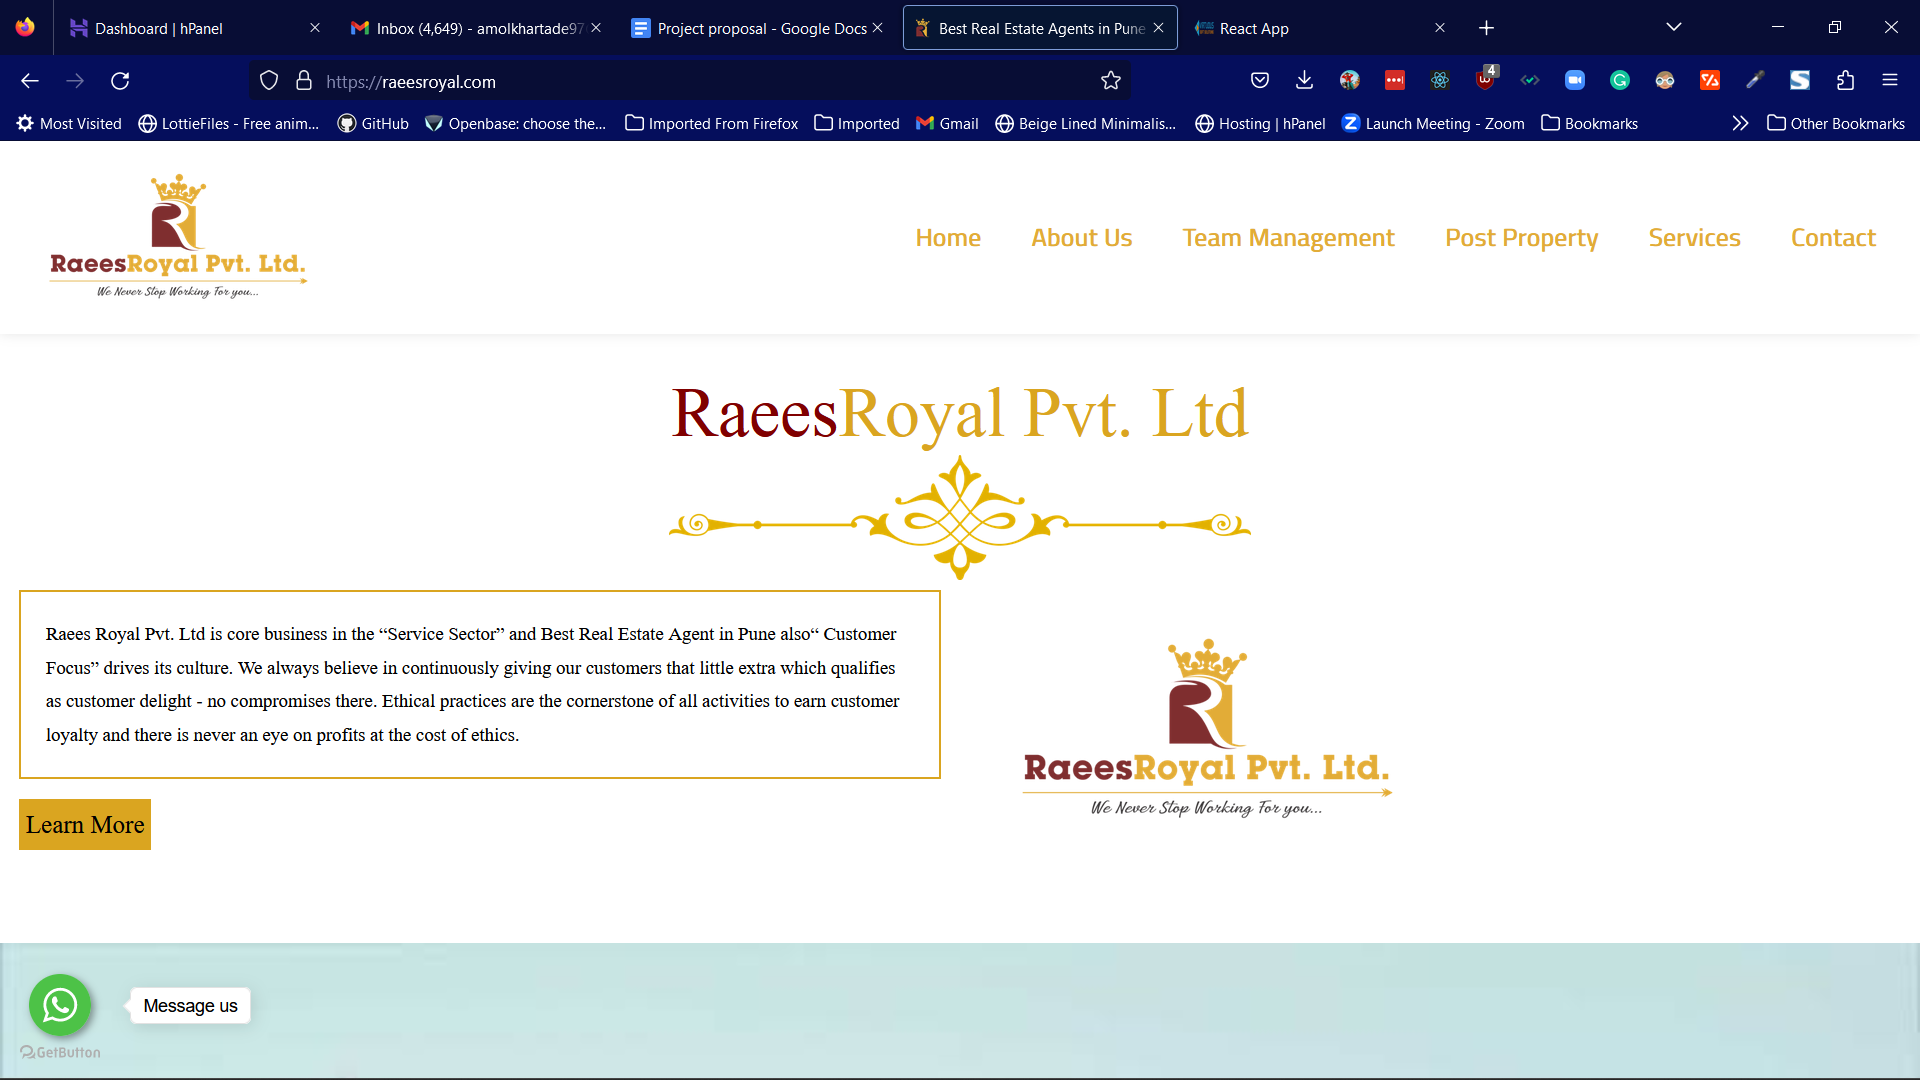 Dashboard | hPanel
Inbox (4,649) - amolkhartade97
Project proposal - Google Docs
Best Real Estate Agents in Pune
React App
https://raeesroyal.com
4
Most Visited
LottieFiles - Free anim...
GitHub
Openbase: choose the...
Imported From Firefox
Imported
Gmail
Beige Lined Minimalis...
Hosting | hPanel
Launch Meeting - Zoom
Bookmarks
Other Bookmarks
RaeesRoyal Pvt. Ltd.
We Never Stop Working For you...
Home
About Us
Team Management
Post Property
Services
Contact
RaeesRoyal Pvt. Ltd
Raees Royal Pvt. Ltd is core business in the “Service Sector” and Best Real Estate Agent in Pune also“ Customer
Focus” drives its culture. We always believe in continuously giving our customers that little extra which qualifies
as customer delight - no compromises there. Ethical practices are the cornerstone of all activities to earn customer
loyalty and there is never an eye on profits at the cost of ethics.
RaeesRoyal Pvt. Ltd.
We Never Stop Working For you...
Learn More
Message us
GetButton